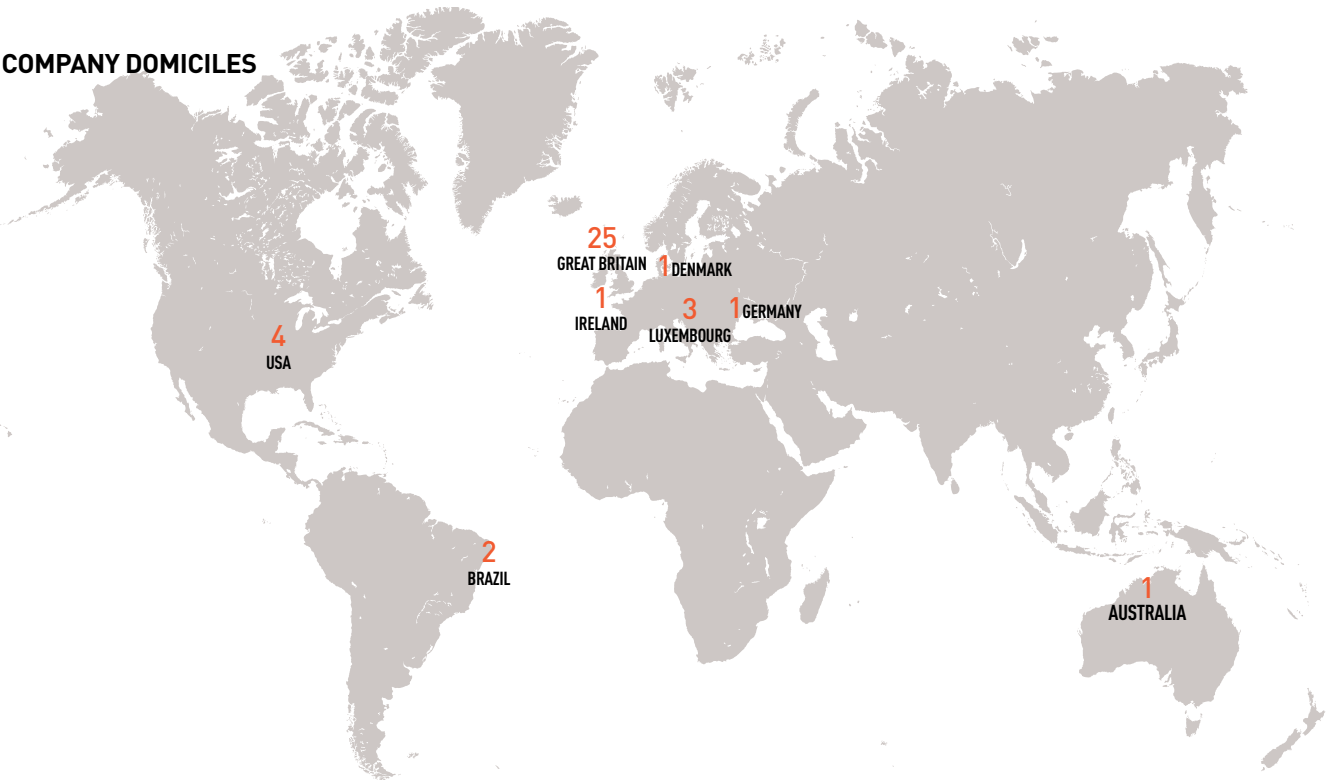 COMPANY DOMICILES
25
GREAT BRITAIN
1 DENMARK
1
IRELAND
3
LUXEMBOURG
1 GERMANY
4
USA
2
BRAZIL
1
AUSTRALIA